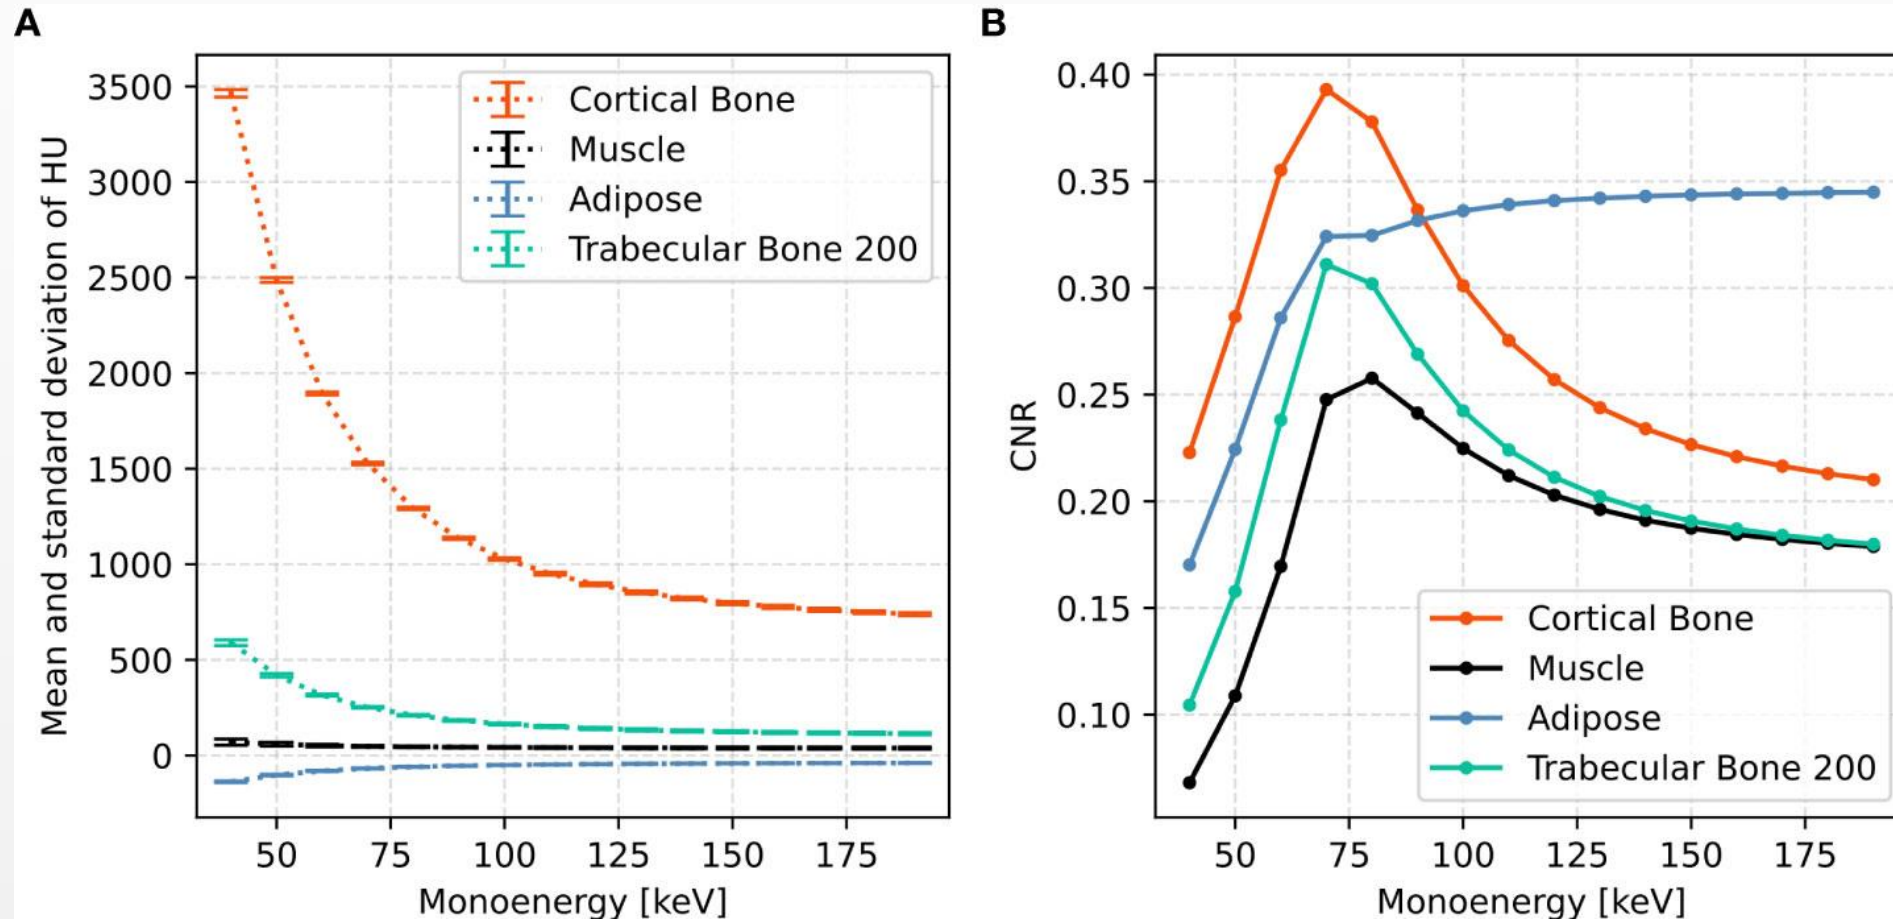 A
Mean and standard deviation of HU
3500
3000
2500
2000
1500
1000
500
0
Cortical Bone
Muscle
Adipose
Trabecular Bone 200
50 75 100 125 150 175
Monoenergy [keV]
B
CNR
0.40
0.35
0.30
0.25
0.20
0.15
0.10
Cortical Bone
Muscle
Adipose
Trabecular Bone 200
50 75 100 125 150 175
Monoenergy [keV]